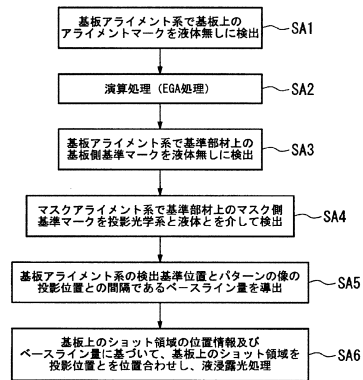 基板アライメント系で基板上の
アライメントマークを液体無しに検出
SA1
演算処理（EGA処理）
SA2
基板アライメント系で基準部材上の
基板側基準マークを液体無しに検出
SA3
マスクアライメント系で基準部材上のマスク側
基準マークを投影光学系と液体とを介して検出
SA4
基板アライメント系の検出基準位置とパターンの像の
投影位置との間隔であるベースライン量を導出
SA5
基板上のショット領域の位置情報及び
ベースライン量に基づいて、基板上のショット領域を
投影位置とを位置合わせし、液浸露光処理
SA6